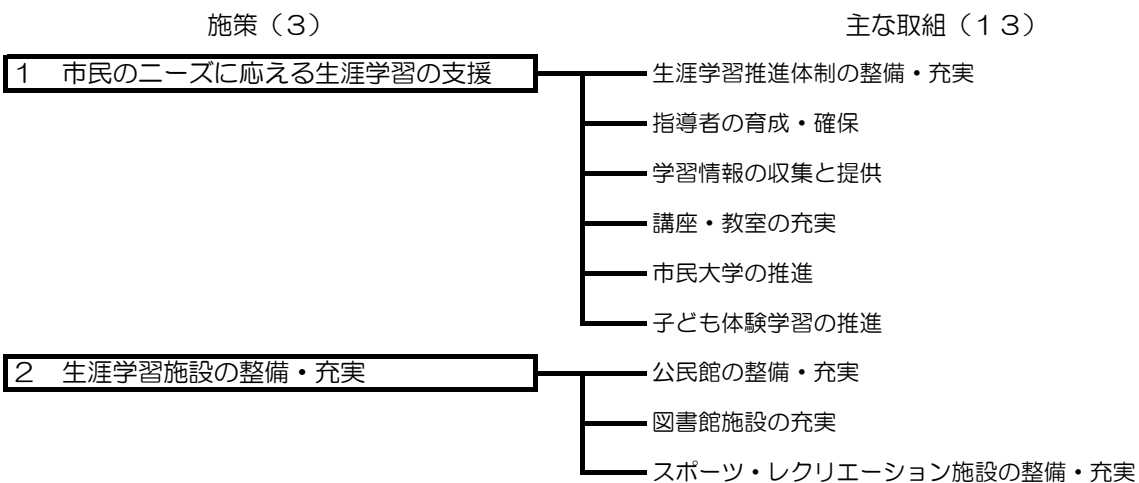 施策（３） 主な取組（１３）
１ 市民のニーズに応える生涯学習の支援 生涯学習推進体制の整備・充実
指導者の育成・確保
学習情報の収集と提供
講座・教室の充実
市民大学の推進
子ども体験学習の推進
２ 生涯学習施設の整備・充実 公民館の整備・充実
図書館施設の充実
スポーツ・レクリエーション施設の整備・充実